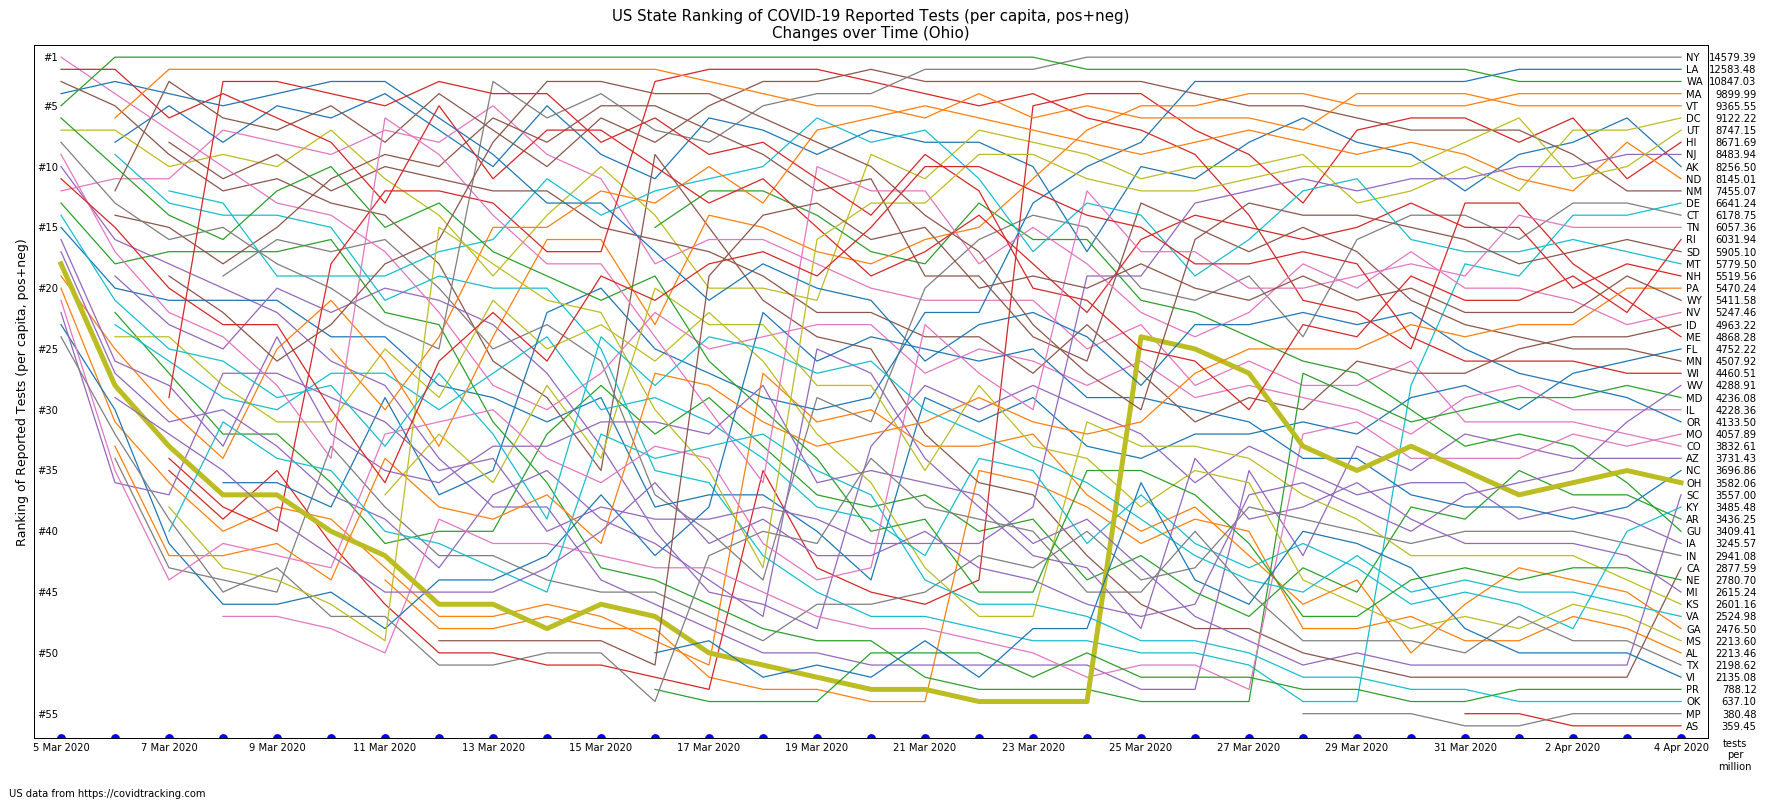 US State Ranking of COVID-19 Reported Tests (per capita, pos+neg)
Changes over Time (Ohio)
Ranking of Reported Tests (per capita, pos+neg)
#1
#5
#10
#15
#20
#25
#30
#35
#40
#45
#50
#55
NY 14579.39
LA 12583.48
WA 10847.03
MA 9899.99
VT 9365.55
DC 9122.22
UT 8747.15
HI 8671.69
NJ 8483.94
AK 8256.50
ND 8145.01
NM 7455.07
DE 6641.24
CT 6178.75
TN 6057.36
RI 6031.94
SD 5905.10
MT 5779.50
NH 5519.56
PA 5470.24
WY 5411.58
NV 5247.46
ID 4963.22
ME 4868.28
FL 4752.22
MN 4507.92
WI 4460.51
WV 4288.91
MD 4236.08
IL 4228.36
OR 4133.50
MO 4057.89
CO 3832.61
AZ 3731.43
NC 3696.86
OH 3582.06
SC 3557.00
KY 3485.48
AR 3436.25
GU 3409.41
IA 3245.57
IN 2941.08
CA 2877.59
NE 2780.70
MI 2615.24
KS 2601.16
VA 2524.98
GA 2476.50
MS 2213.60
AL 2213.46
TX 2198.62
VI 2135.08
PR 788.12
OK 637.10
MP 380.48
AS 359.45
5 Mar 2020 7 Mar 2020 9 Mar 2020 11 Mar 2020 13 Mar 2020 15 Mar 2020 17 Mar 2020 19 Mar 2020 21 Mar 2020 23 Mar 2020 25 Mar 2020 27 Mar 2020 29 Mar 2020 31 Mar 2020 2 Apr 2020 4 Apr 2020
tests
per
million
US data from https://covidtracking.com